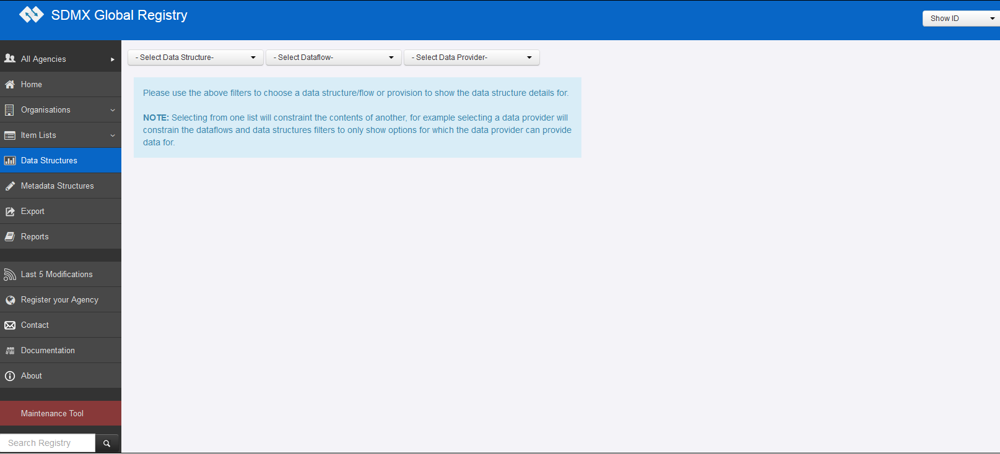 SDMX Global Registry
Show ID
All Agencies
Home
Organisations
Item Lists
Data Structures
Metadata Structures
Export
Reports
Last 5 Modifications
Register your Agency
Contact
Documentation
About
Maintenance Tool
Search Registry
- Select Data Structure-
- Select Dataflow-
- Select Data Provider-
Please use the above filters to choose a data structure/flow or provision to show the data structure details for.
NOTE: Selecting from one list will constraint the contents of another, for example selecting a data provider will
constrain the dataflows and data structures filters to only show options for which the data provider can provide
data for.